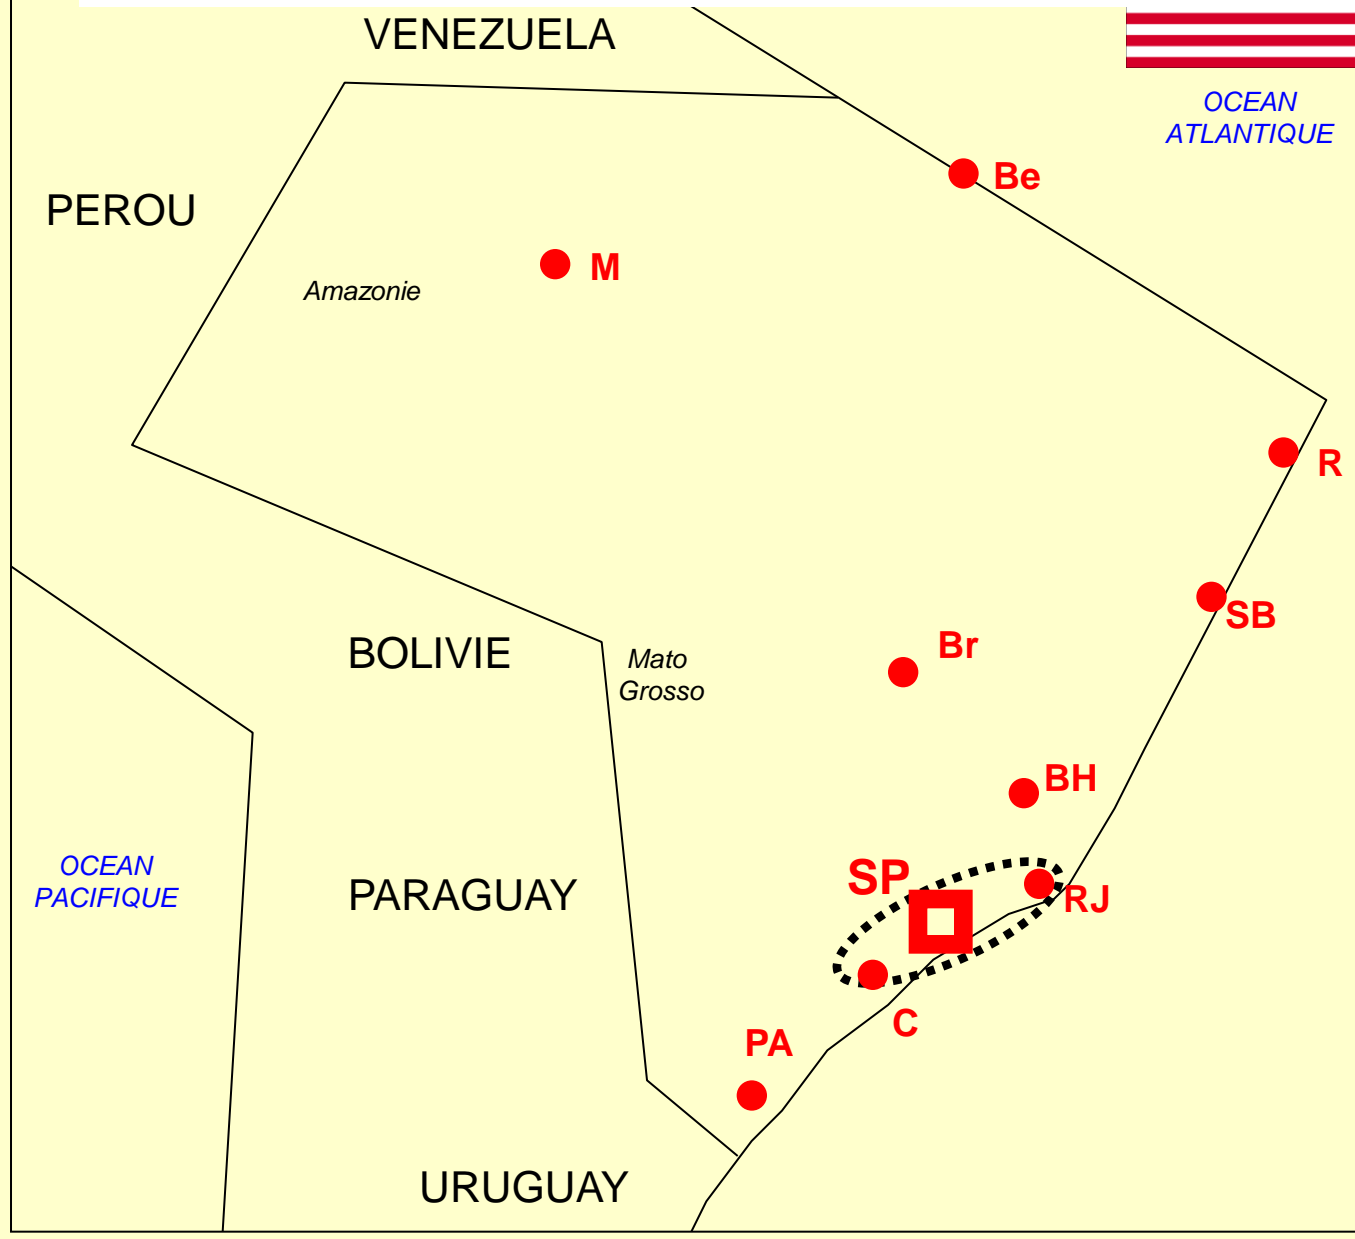 VENEZUELA
OCEAN
ATLANTIQUE
Be
PEROU
M
Amazonie
R
SB
Br
BOLIVIE
Mato
Grosso
BH
OCEAN
PACIFIQUE
SP
PARAGUAY
RJ
C
PA
URUGUAY